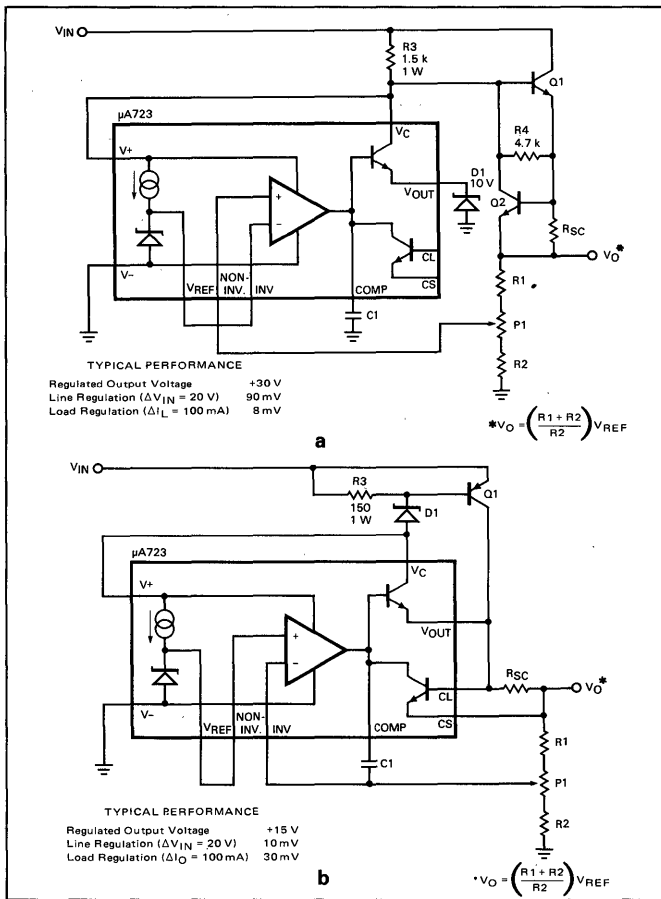 VIN
R3
1.5 k
1 W
Q1
µA723
VC
R4
4.7 k
V+
D1
10 V
VOUT
Q2
+
−
RSC
VO*
CL
V−
VREF
NON-
INV.
INV
COMP
CS
R1
C1
P1
TYPICAL PERFORMANCE
R2
Regulated Output Voltage +30 V
Line Regulation (ΔVIN = 20 V) 90 mV
Load Regulation (ΔIL = 100 mA) 8 mV
*VO = (R1 + R2 / R2) VREF
a
VIN
R3
150
1 W
Q1
D1
µA723
VC
V+
VOUT
+
−
RSC
VO*
CL
V−
CS
VREF
NON-
INV.
INV
COMP
R1
C1
P1
TYPICAL PERFORMANCE
R2
Regulated Output Voltage +15 V
Line Regulation (ΔVIN = 20 V) 10 mV
Load Regulation (ΔIO = 100 mA) 30 mV
b
*VO = (R1 + R2 / R2) VREF